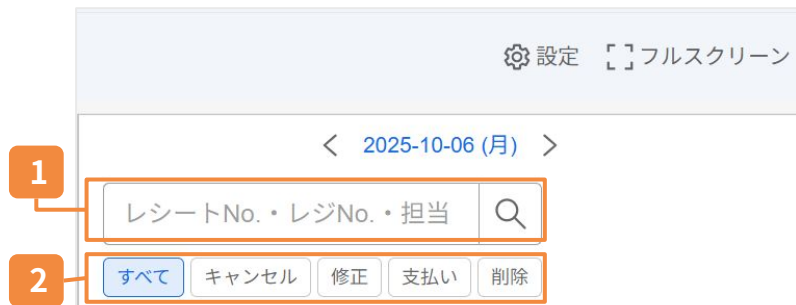 設定 フルスクリーン
2025-10-06 (月)
1
レシートNo.・レジNo.・担当
2
すべて キャンセル 修正 支払い 削除